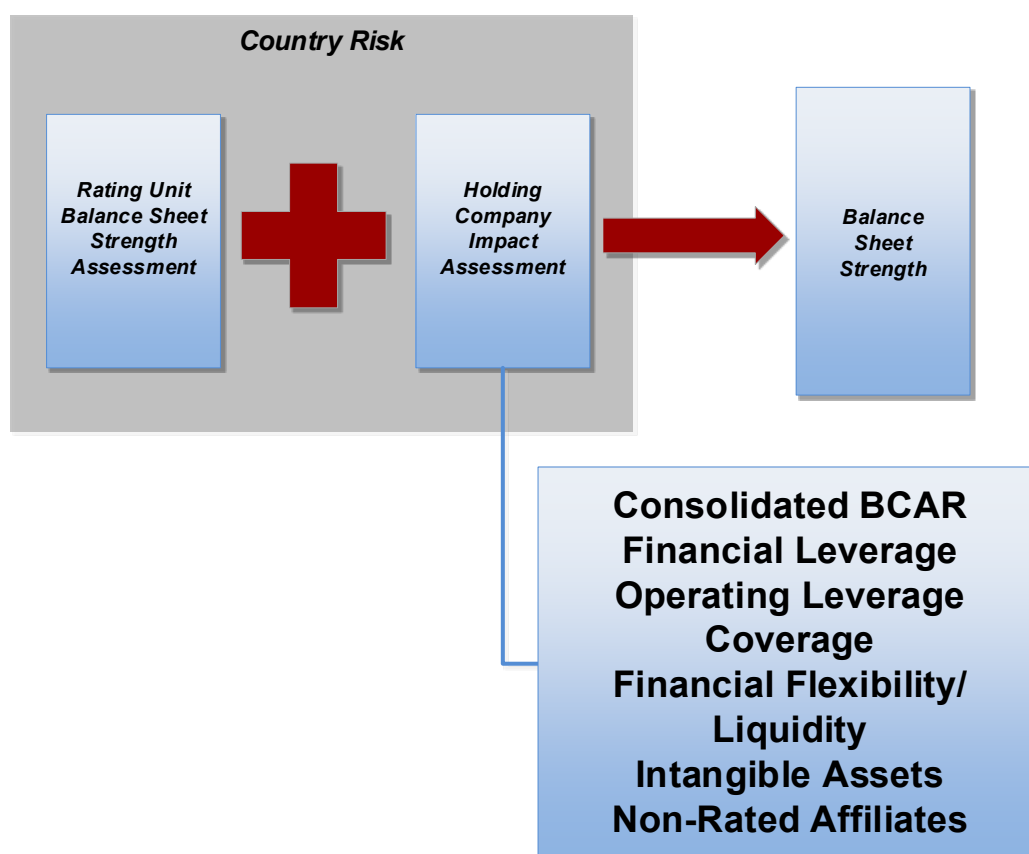 Country Risk
Rating Unit
Balance Sheet
Strength
Assessment
Holding
Company
Impact
Assessment
Balance
Sheet
Strength
Consolidated BCAR
Financial Leverage
Operating Leverage
Coverage
Financial Flexibility/
Liquidity
Intangible Assets
Non-Rated Affiliates